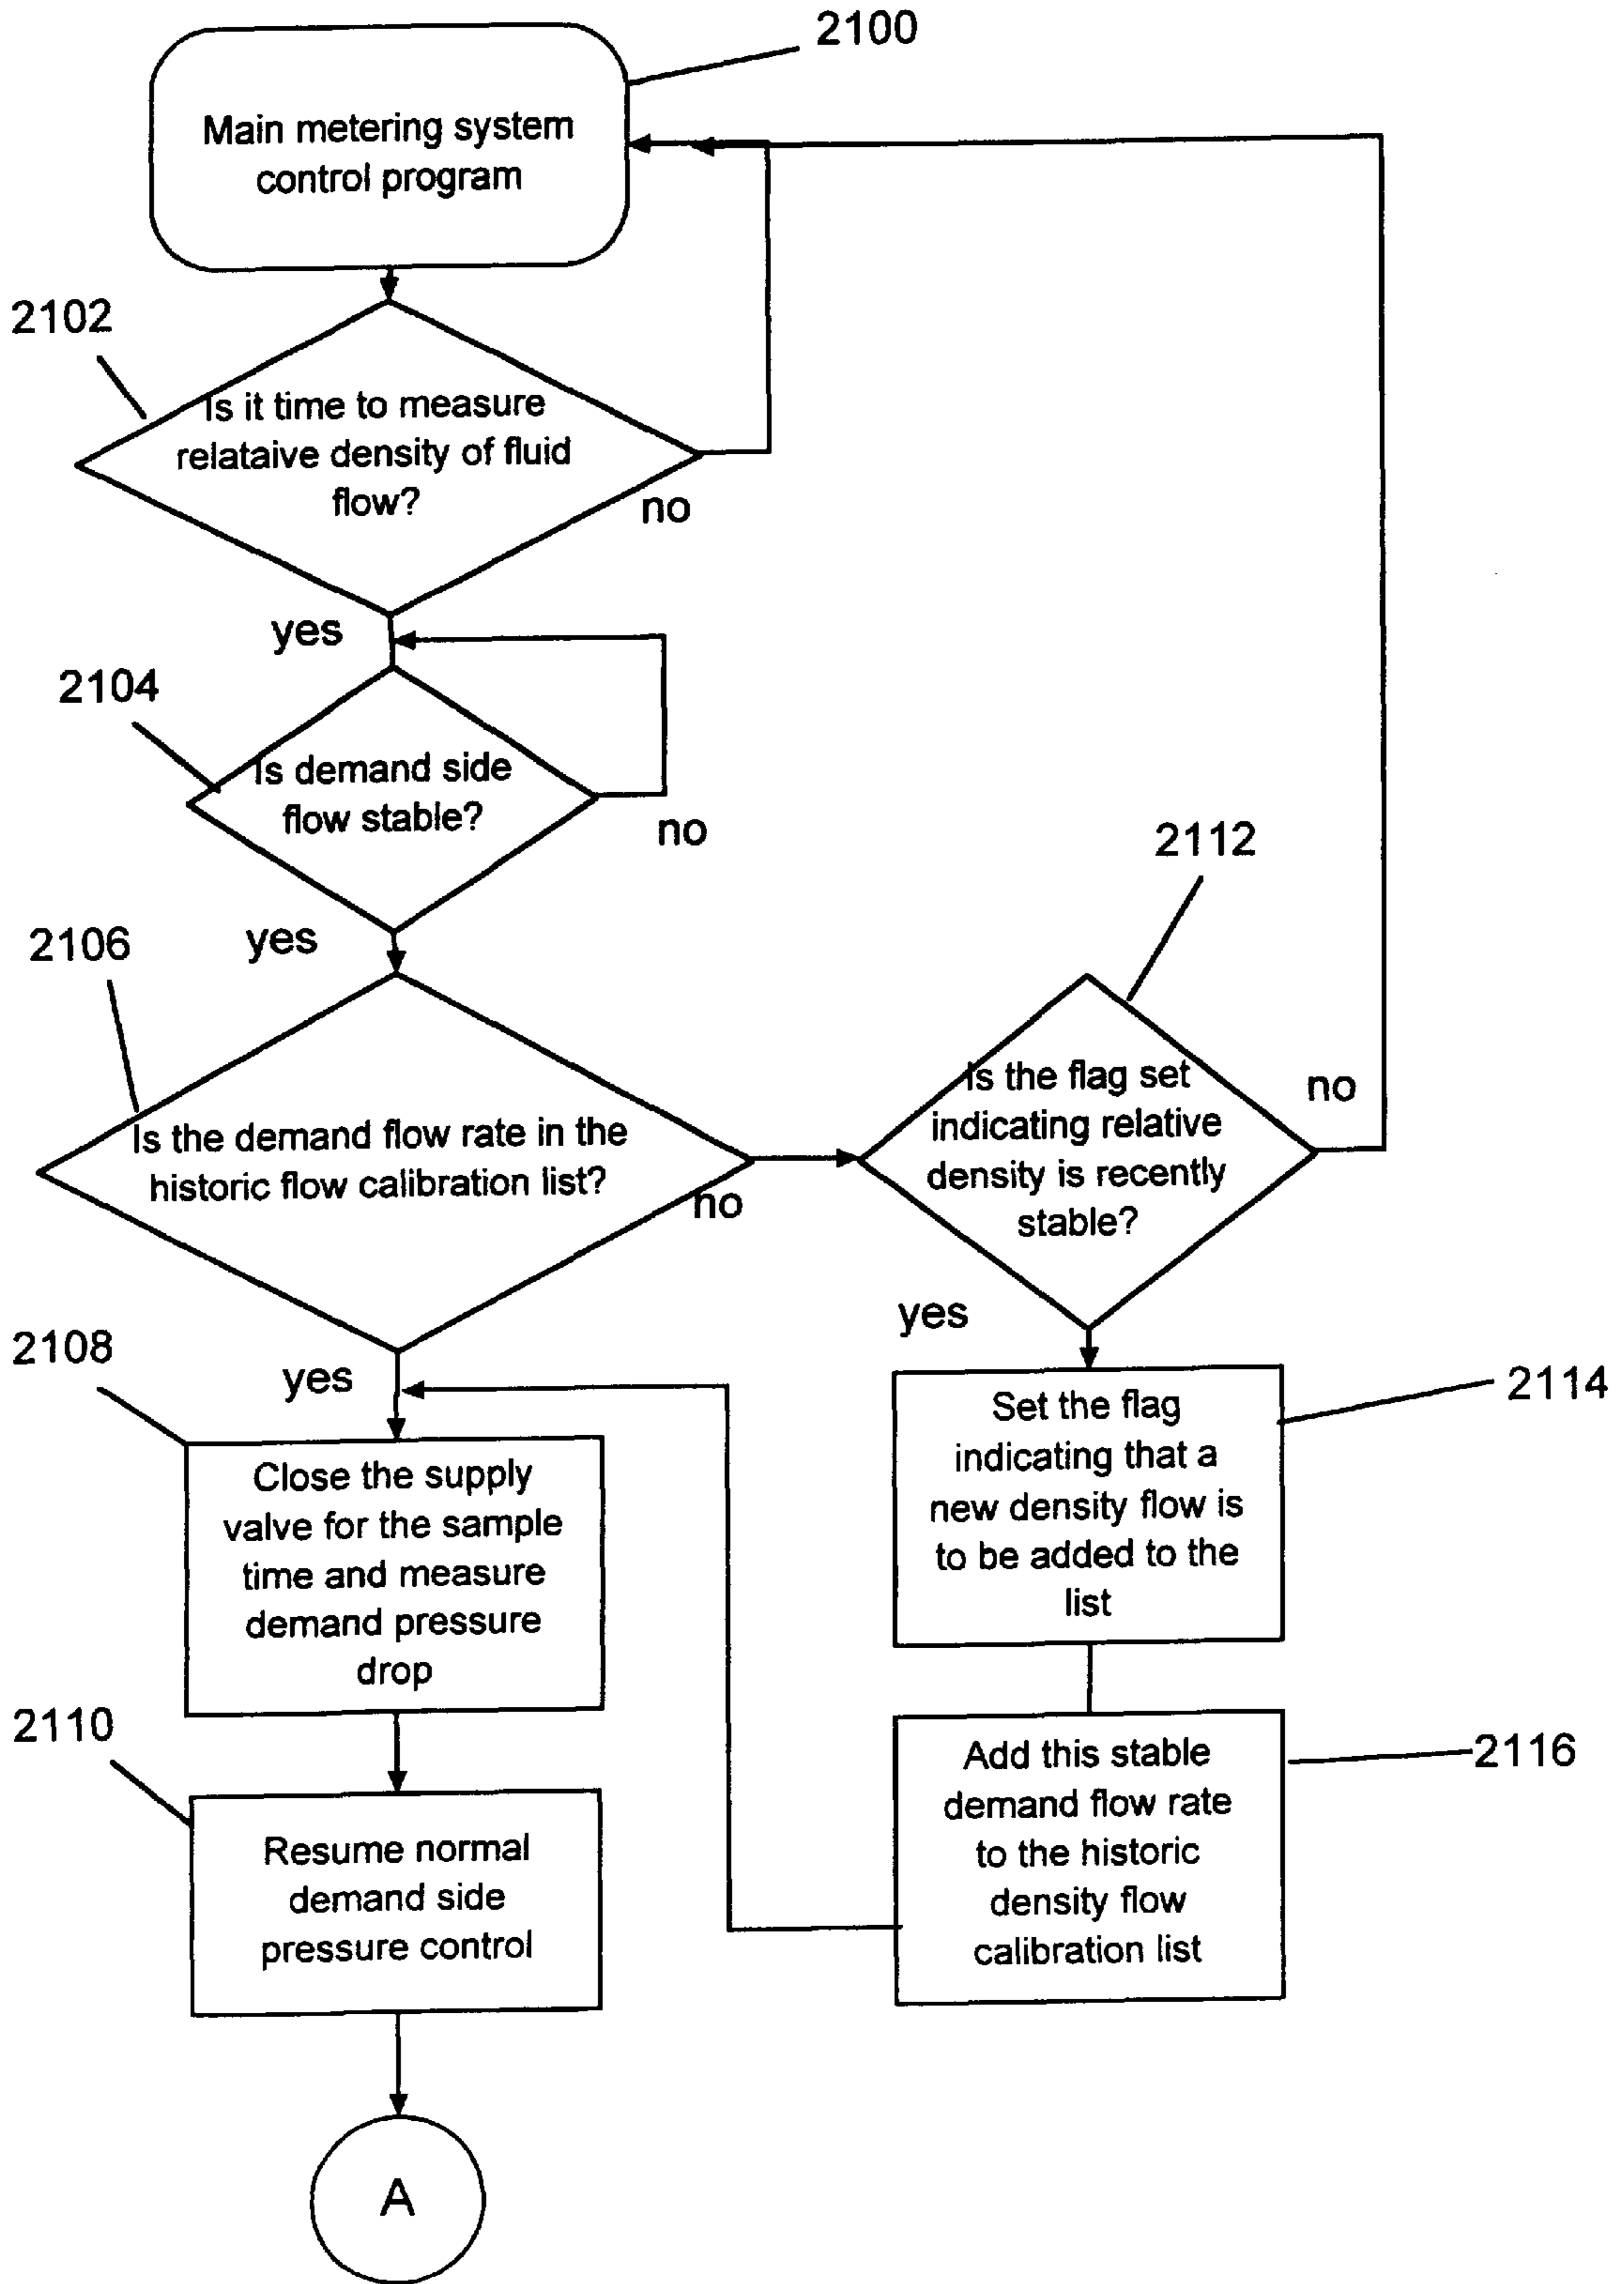 2100
Main metering system
control program
2102
Is it time to measure
relataive density of fluid
flow?
no
yes
2104
Is demand side
flow stable?
no
yes
2106
Is the demand flow rate in the
historic flow calibration list?
no
2112
Is the flag set
indicating relative
density is recently
stable?
no
yes
yes
2108
Close the supply
valve for the sample
time and measure
demand pressure
drop
2114
Set the flag
indicating that a
new density flow is
to be added to the
list
2110
Resume normal
demand side
pressure control
2116
Add this stable
demand flow rate
to the historic
density flow
calibration list
A